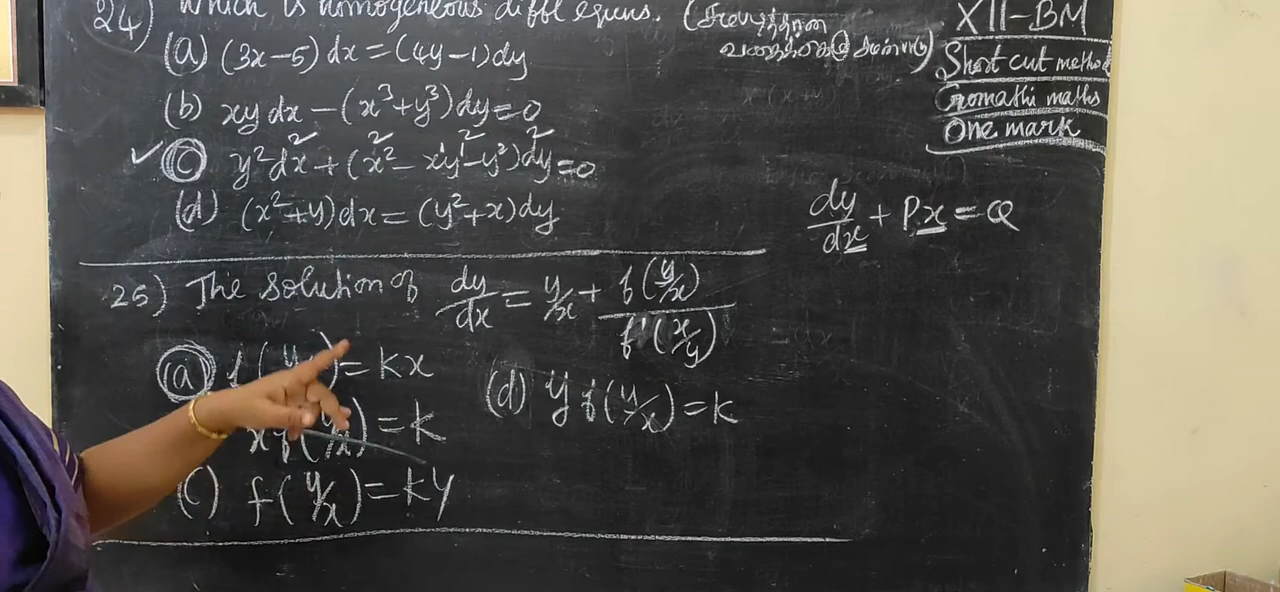 24) Which is homogeneous diffl equns.
(a) (3x-5) dx = (4y-1) dy
(b) xy dx - (x³+y³) dy = 0
✓ (c) y² dx + (x² - xy - y²) dy = 0
(d) (x²+y) dx = (y²+x) dy
XII-BM
Short cut method
Gomathi maths
One mark
dy/dx + Px = Q
25) The solution of dy/dx = y/x + f(y/x)/f'(x/y)
(a) = kx
(d) y f(y/x) = k
xf(y/x) = k
(c) f(y/x) = ky